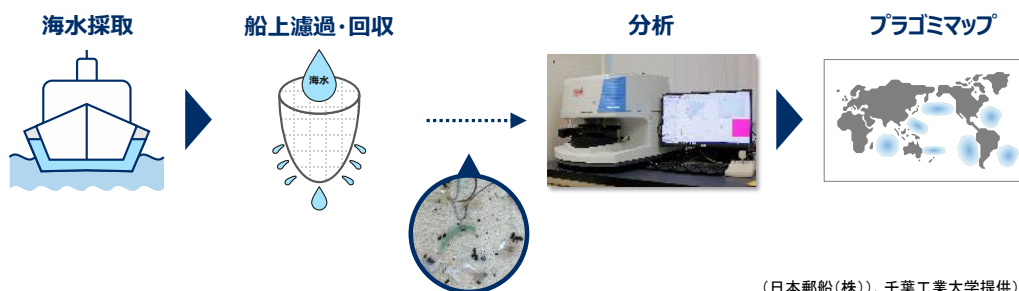 海水採取
船上濾過・回収
分析
プラゴミマップ
海水
(日本郵船(株))、千葉工業大学提供)